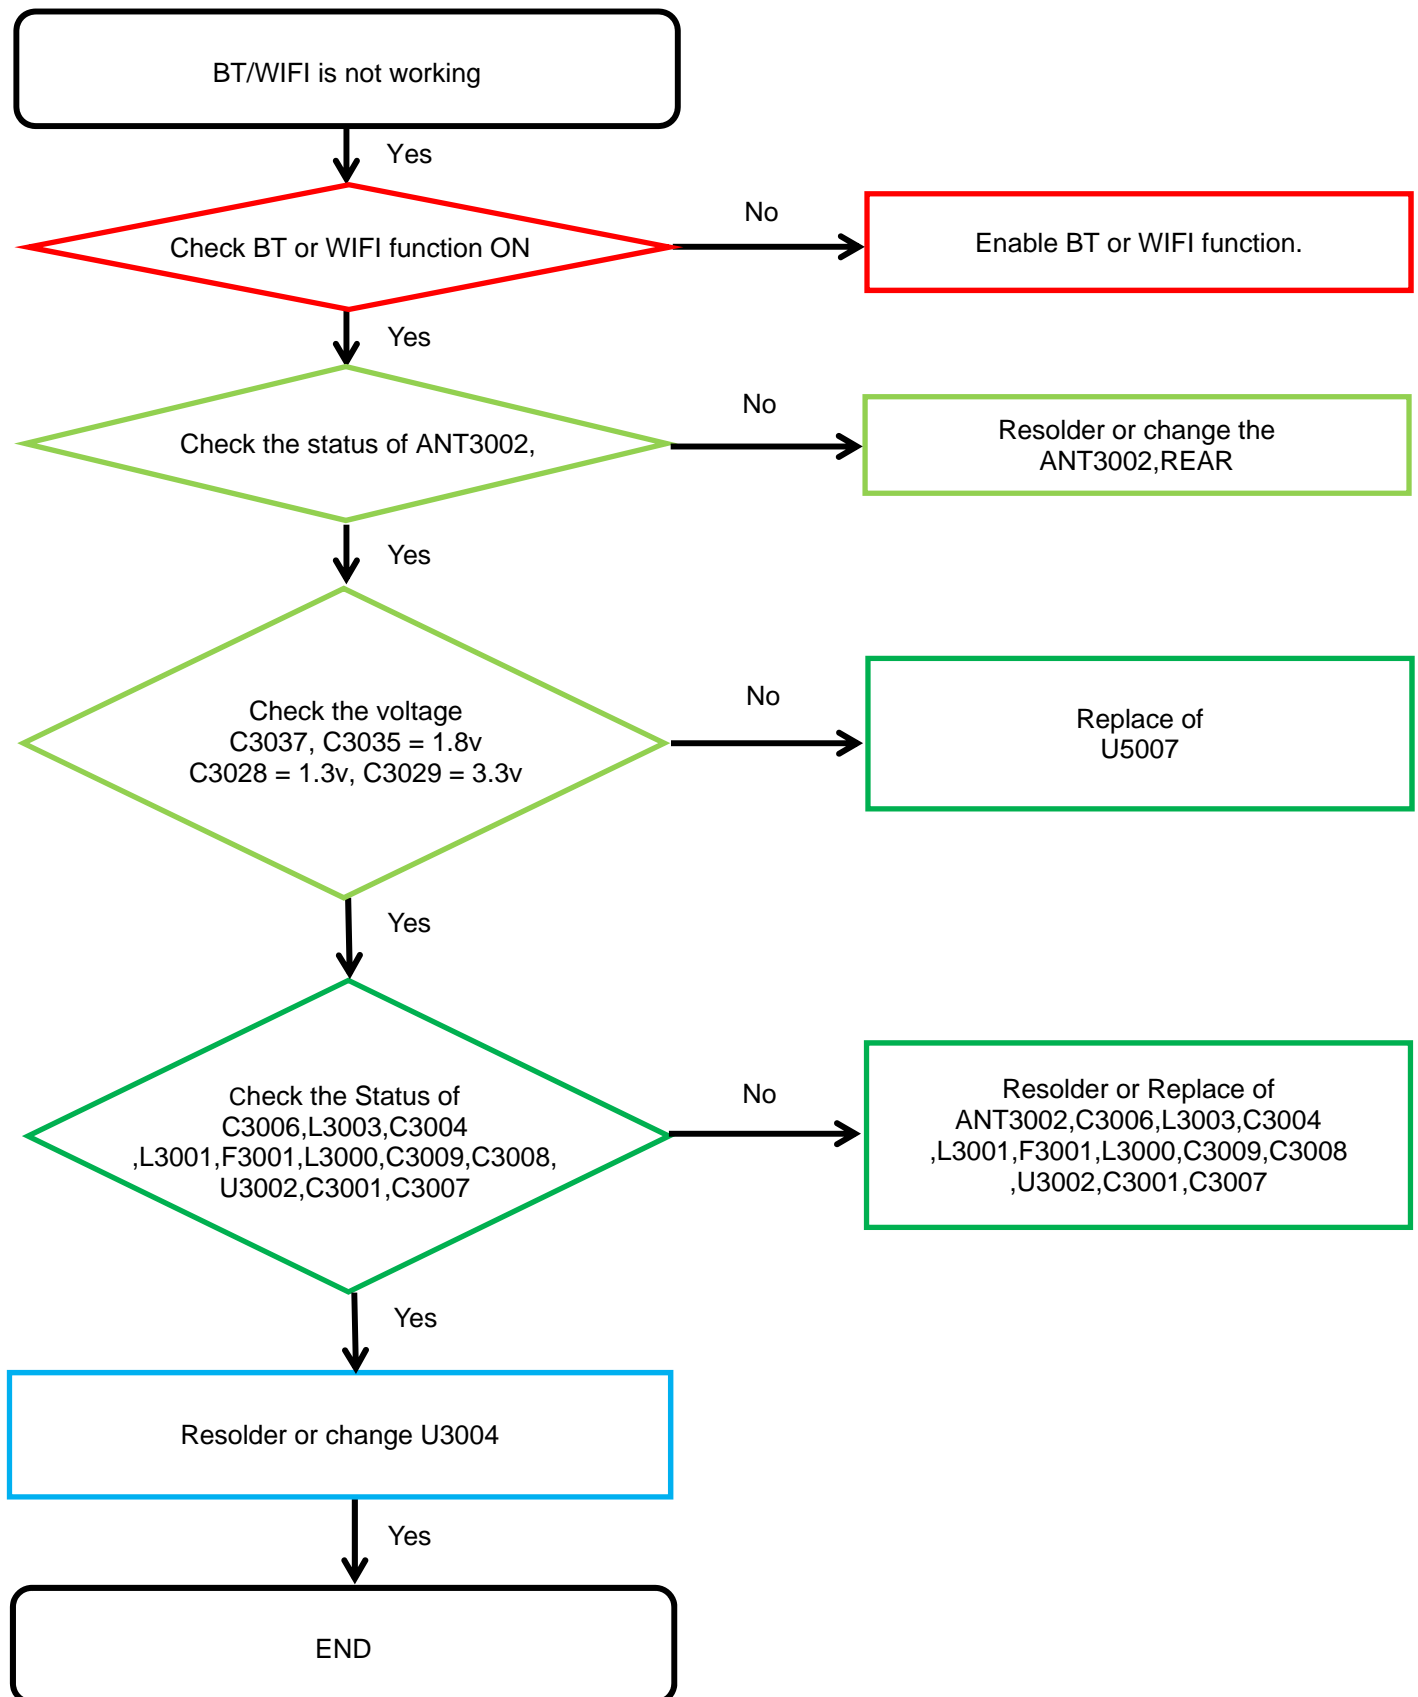 BT/WIFI is not working
Yes
Check BT or WIFI function ON
No
Enable BT or WIFI function.
Yes
Check the status of ANT3002,
No
Resolder or change the
ANT3002,REAR
Yes
Check the voltage
C3037, C3035 = 1.8v
C3028 = 1.3v, C3029 = 3.3v
No
Replace of
U5007
Yes
Check the Status of
C3006,L3003,C3004
,L3001,F3001,L3000,C3009,C3008,
U3002,C3001,C3007
No
Resolder or Replace of
ANT3002,C3006,L3003,C3004
,L3001,F3001,L3000,C3009,C3008
,U3002,C3001,C3007
Yes
Resolder or change U3004
Yes
END